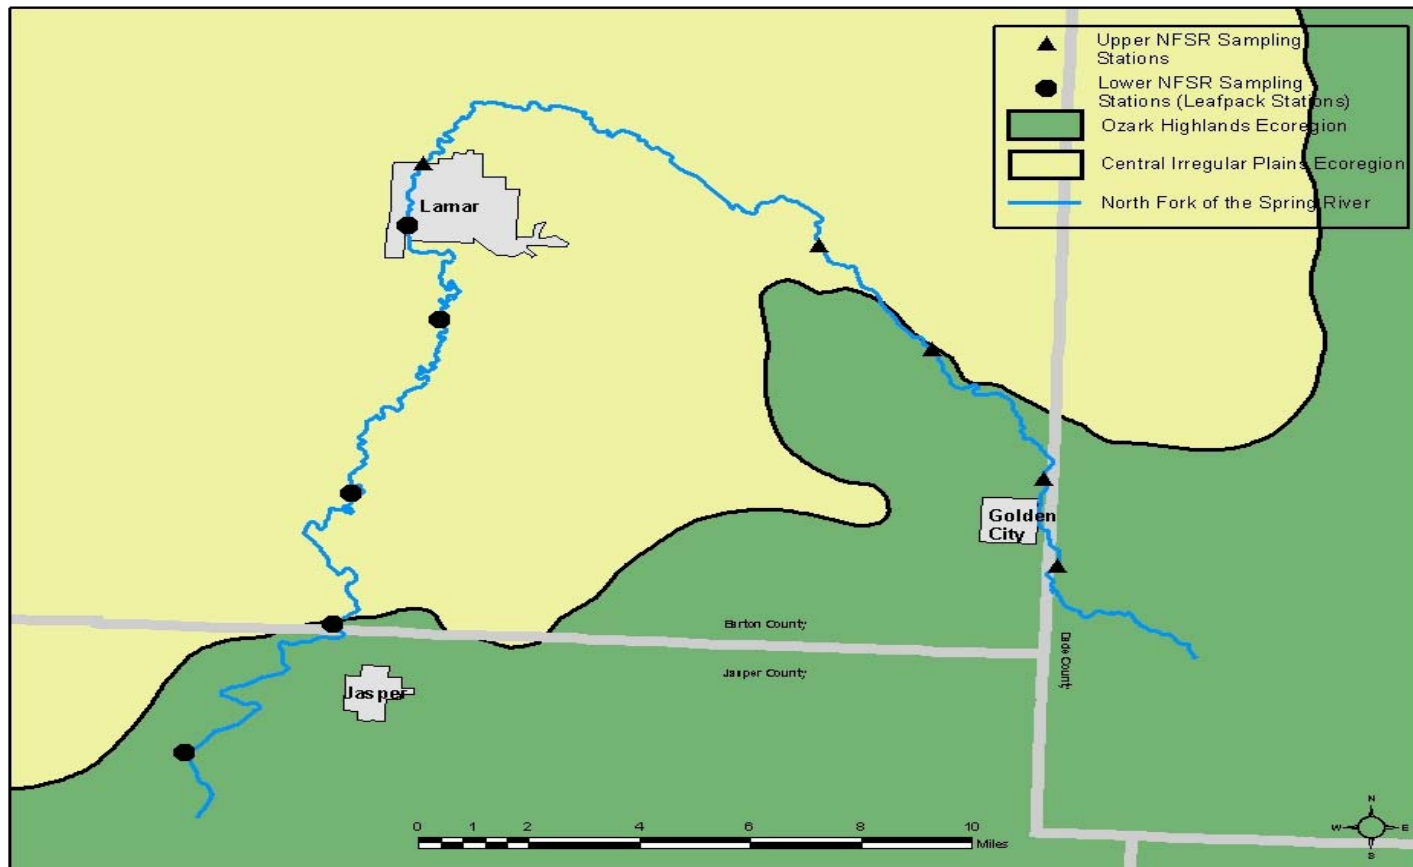 Upper NFSR Sampling
Stations
Lower NFSR Sampling
Stations (Leafpack Stations)
Ozark Highlands Ecoregion
Central Irregular Plains Ecoregion
North Fork of the Spring River
Lamar
Golden
City
Barton County
Jasper County
Dade County
Jasper
0 1 2 4 6 8 10
Miles
N
W E
S